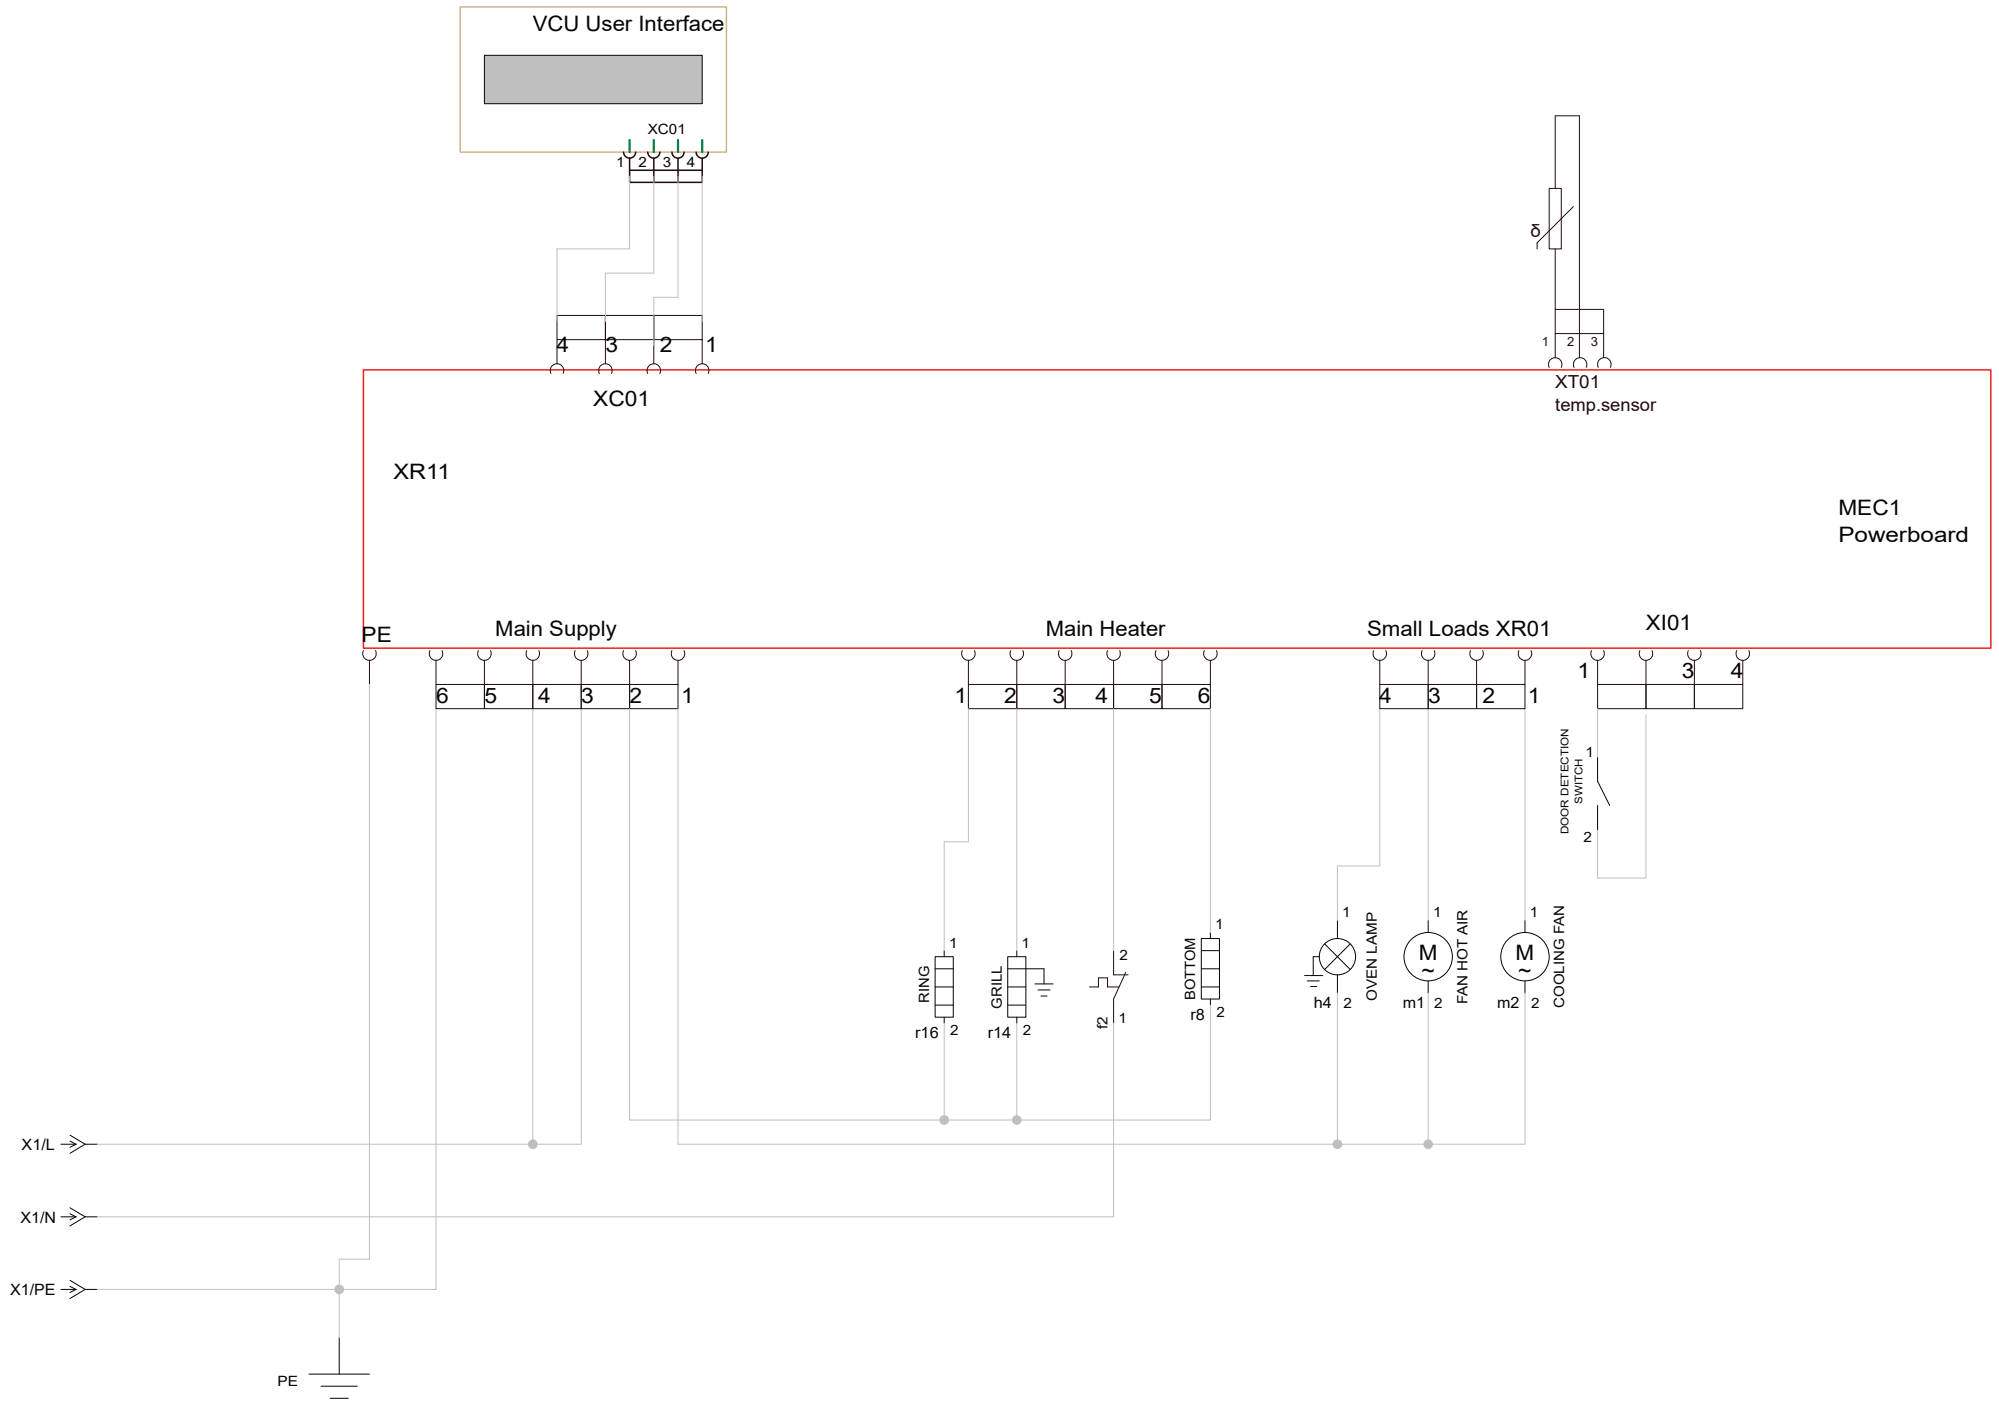 VCU User Interface
XC01
1 2 3 4
δ
4 3 2 1
1 2 3
XC01
XT01
temp.sensor
XR11
MEC1
Powerboard
PE
Main Supply
Main Heater
Small Loads XR01
XI01
6 5 4 3 2 1
1 2 3 4 5 6
4 3 2 1
1 3 4
DOOR DETECTION
SWITCH
1
2
RING
1
r16 2
GRILL
1
r14 2
2
f2 1
BOTTOM
1
r8 2
1
OVEN LAMP
h4 2
1
M
~
FAN HOT AIR
m1 2
1
M
~
COOLING FAN
m2 2
X1/L
X1/N
X1/PE
PE